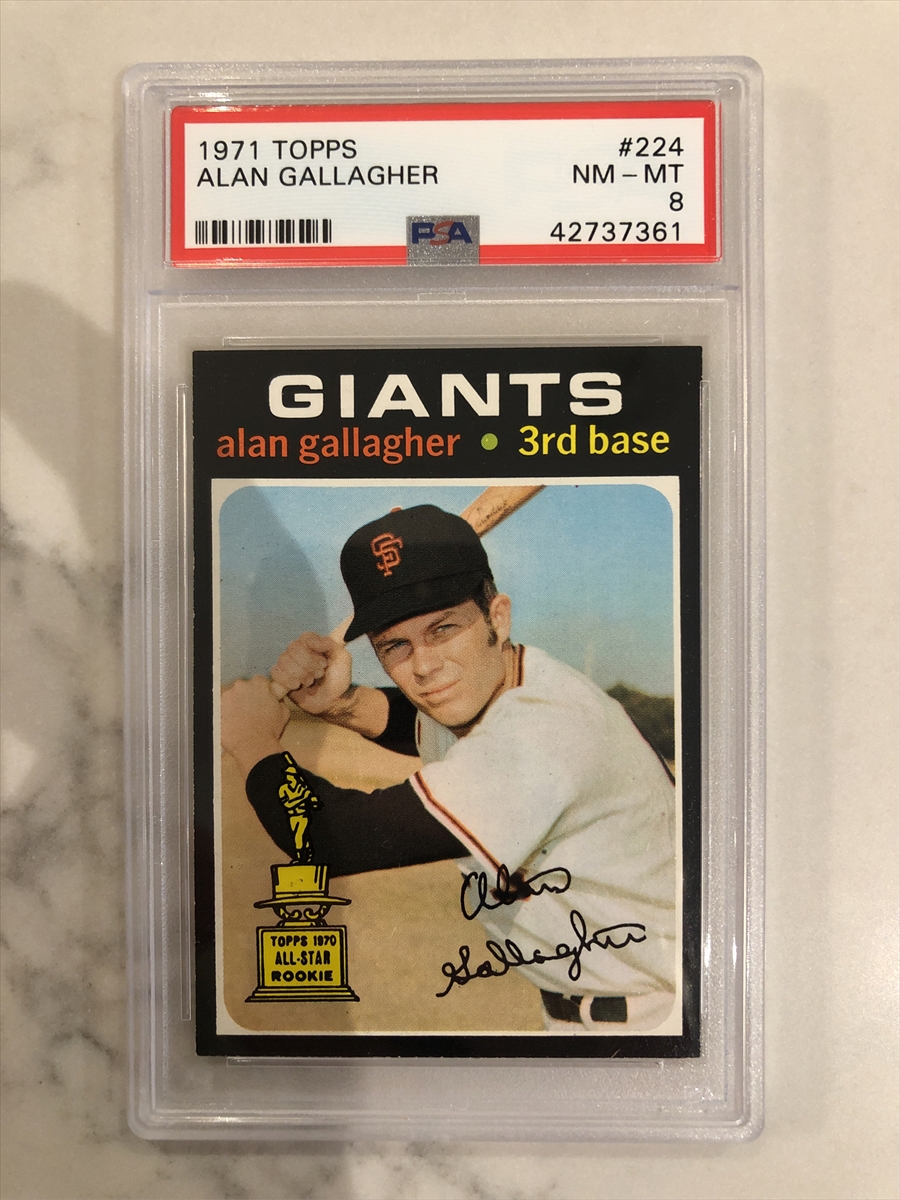 1971 TOPPS #224
ALAN GALLAGHER NM - MT
8
PSA 42737361
GIANTS
alan gallagher • 3rd base
SF
TOPPS 1970
ALL-STAR
ROOKIE
Alan
Gallagher